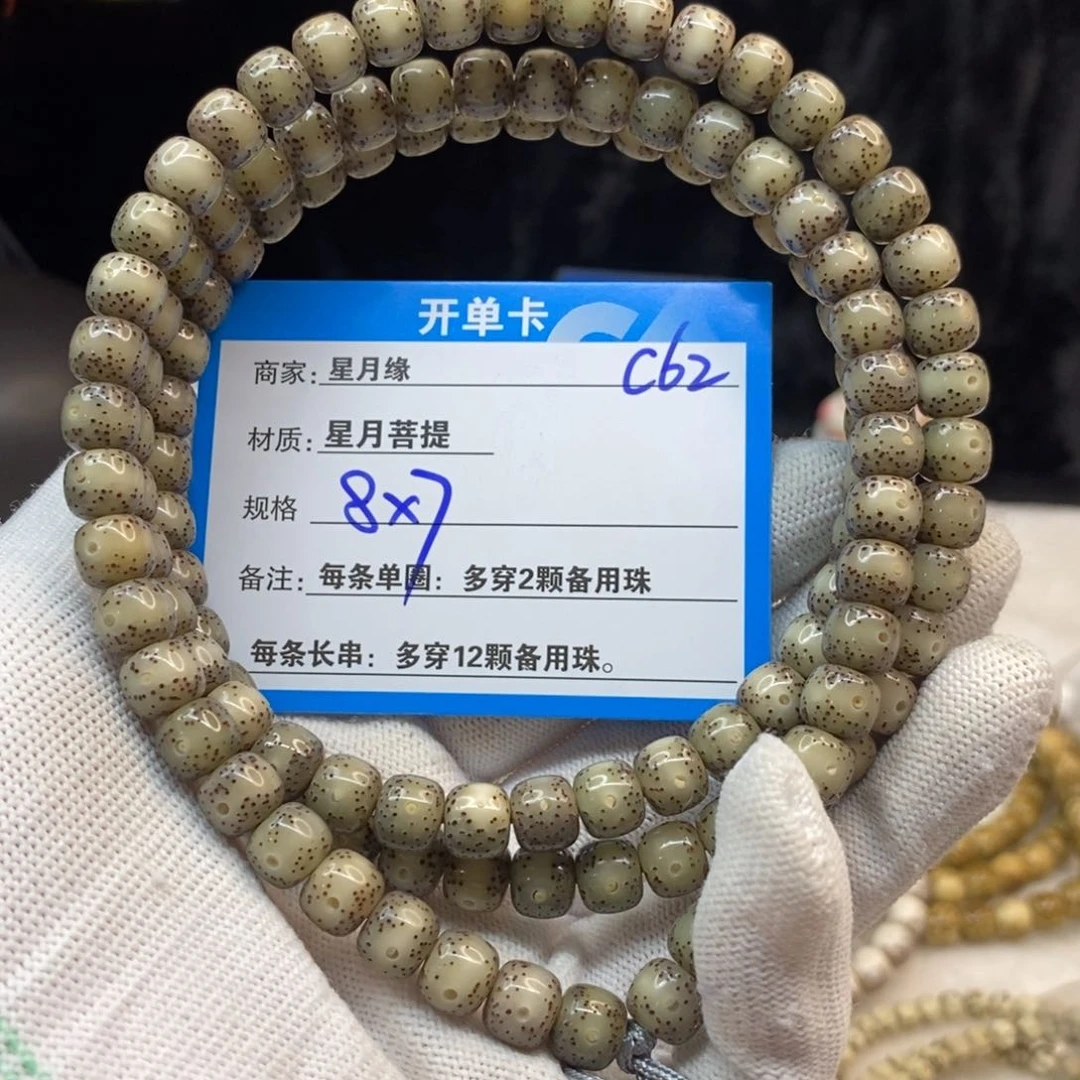 开单卡
商家：星月缘 C62
材质：星月菩提
规格 8x7
备注：每条单圈：多穿2颗备用珠
每条长串：多穿12颗备用珠。